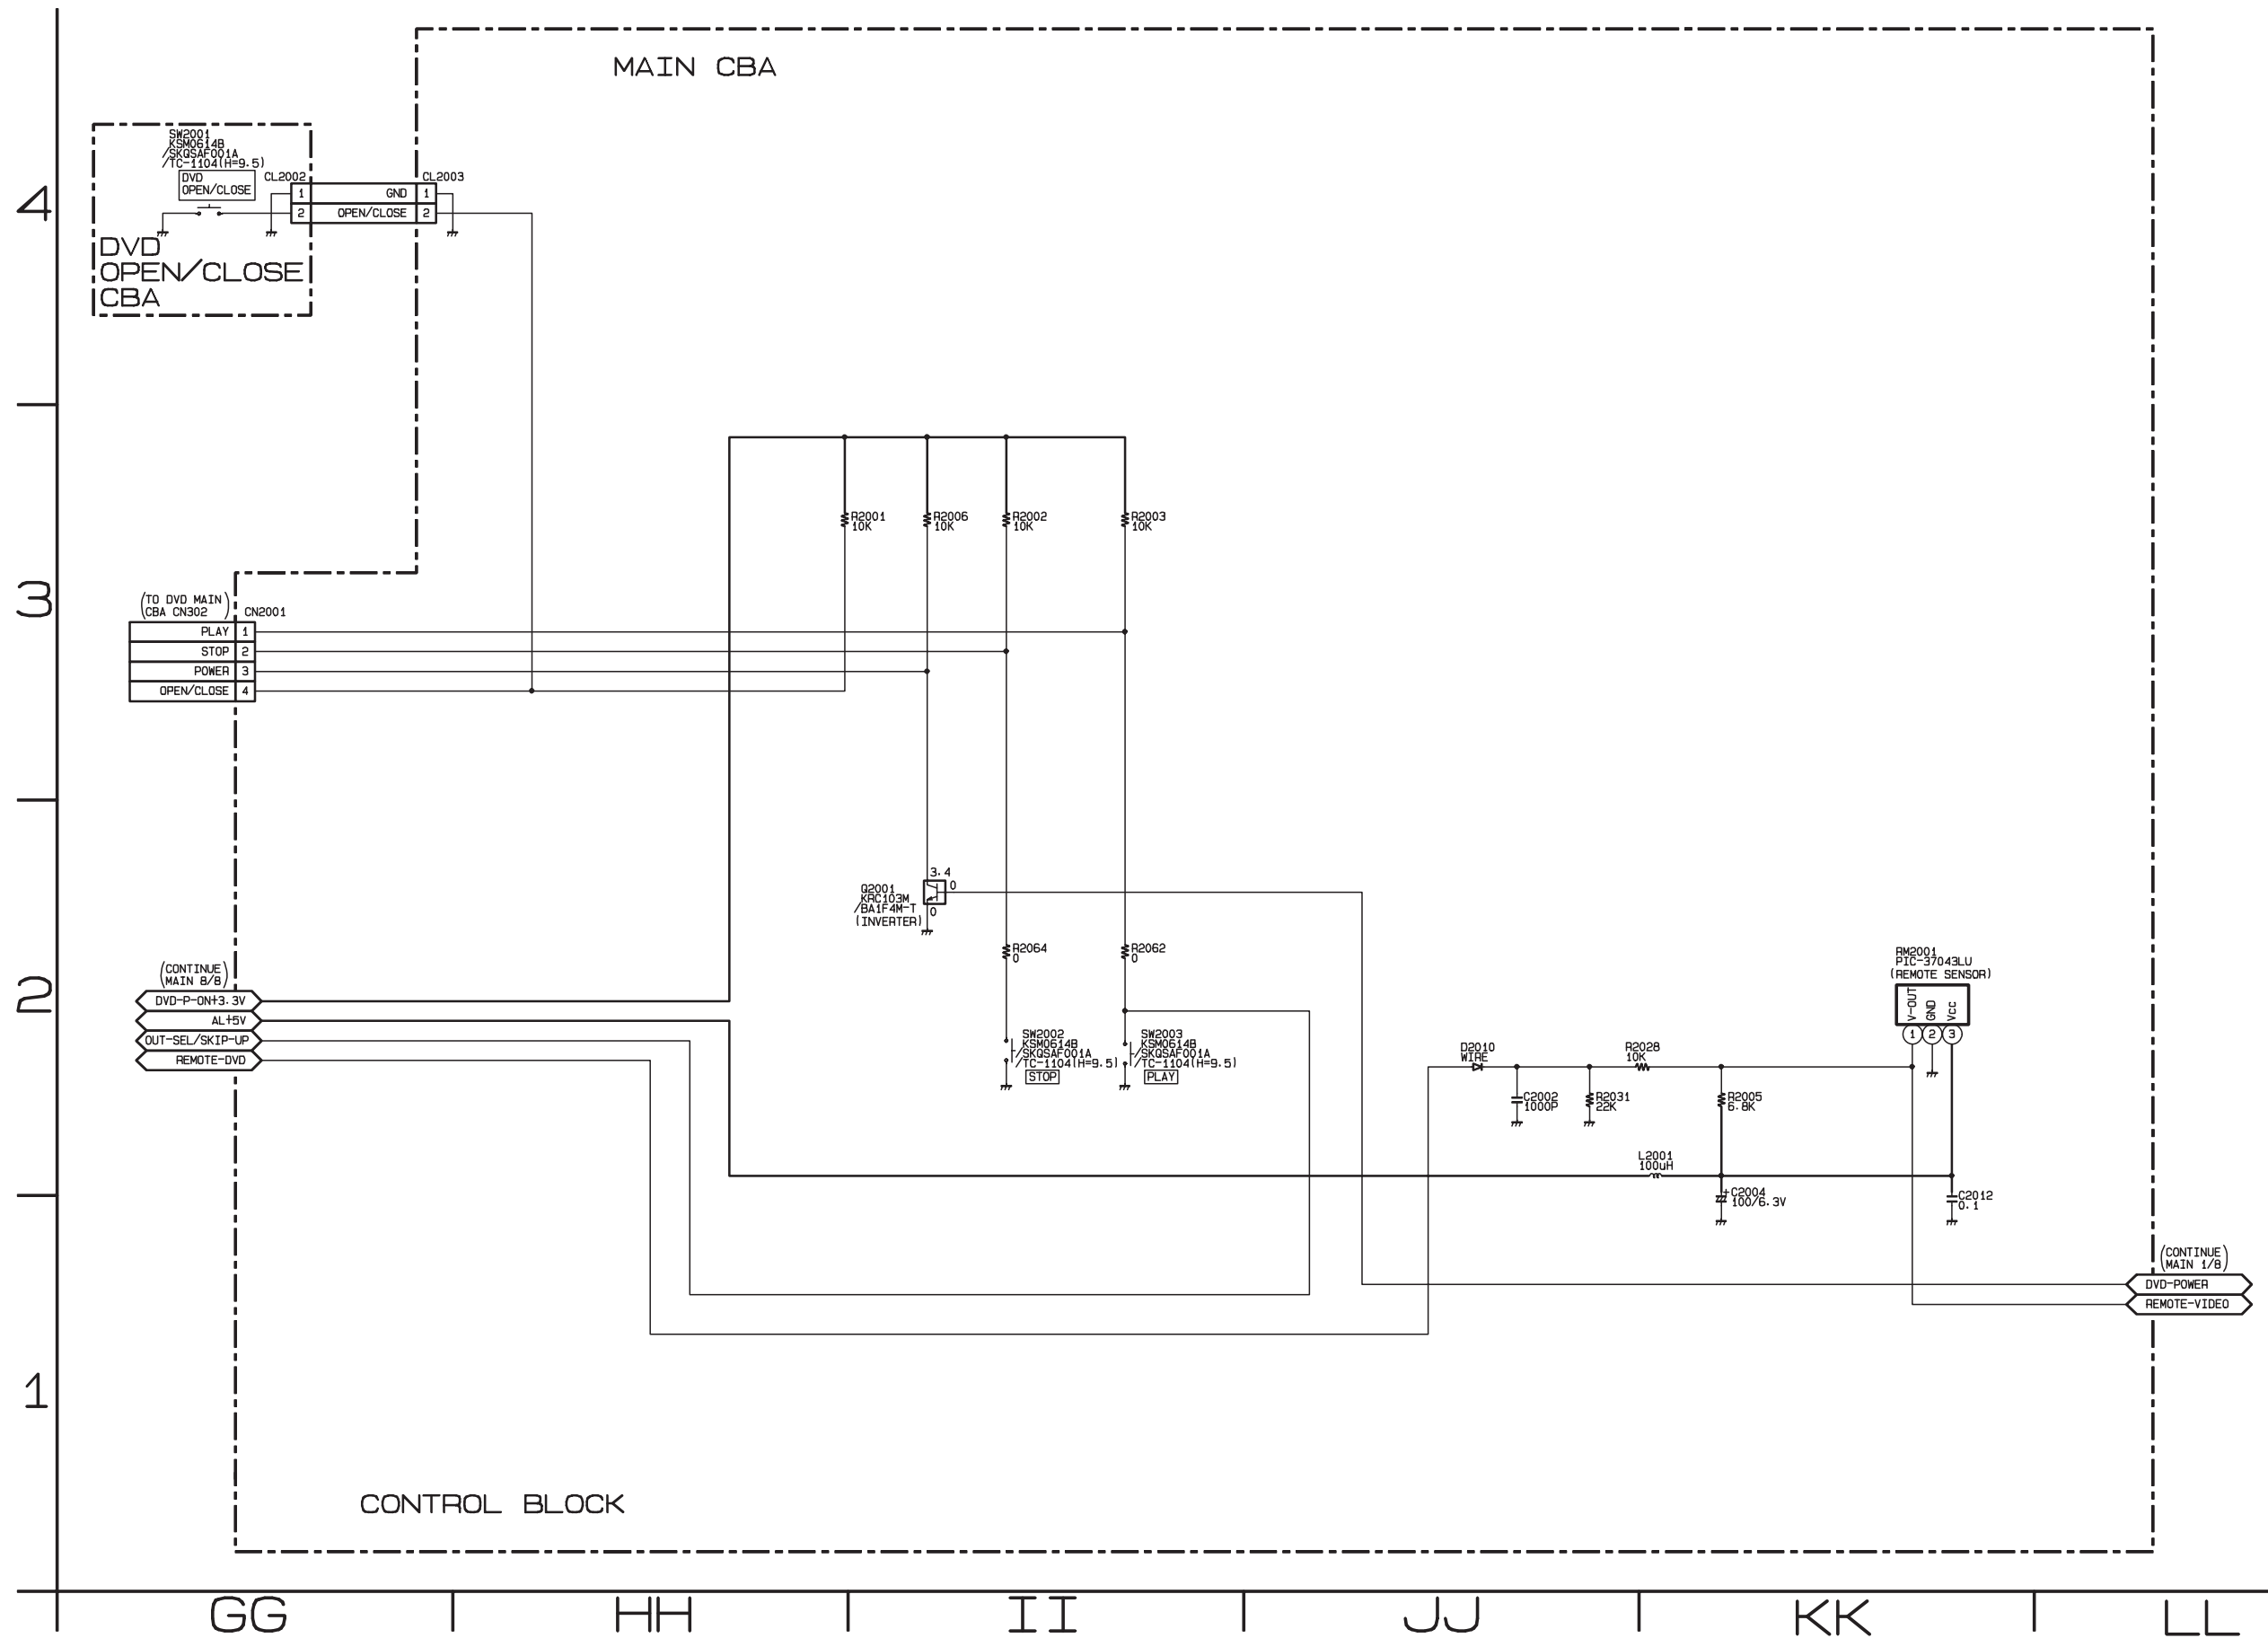 MAIN CBA
4
SW2001
KSM0614B
/SKQSAF001A
/TC-1104(H=9.5)
DVD
OPEN/CLOSE
CL2002
CL2003
1
GND
1
2
OPEN/CLOSE
2
DVD
OPEN/CLOSE
CBA
R2001
10K
R2006
10K
R2002
10K
R2003
10K
3
(TO DVD MAIN
CBA CN302)
CN2001
PLAY 1
STOP 2
POWER 3
OPEN/CLOSE 4
3.4
0
0
Q2001
KRC103M
/BA1F4M-T
(INVERTER)
R2064
0
R2062
0
RM2001
PIC-37043LU
(REMOTE SENSOR)
V-OUT
GND
Vcc
1 2 3
2
(CONTINUE
MAIN 8/8)
DVD-P-ON+3.3V
AL+5V
OUT-SEL/SKIP-UP
REMOTE-DVD
SW2002
KSM0614B
/SKQSAF001A
/TC-1104(H=9.5)
STOP
SW2003
KSM0614B
/SKQSAF001A
/TC-1104(H=9.5)
PLAY
D2010
WIRE
R2028
10K
C2002
1000P
R2031
22K
R2005
6.8K
L2001
100uH
+
C2004
100/6.3V
C2012
0.1
(CONTINUE
MAIN 1/8)
DVD-POWER
REMOTE-VIDEO
1
CONTROL BLOCK
GG HH II JJ KK LL